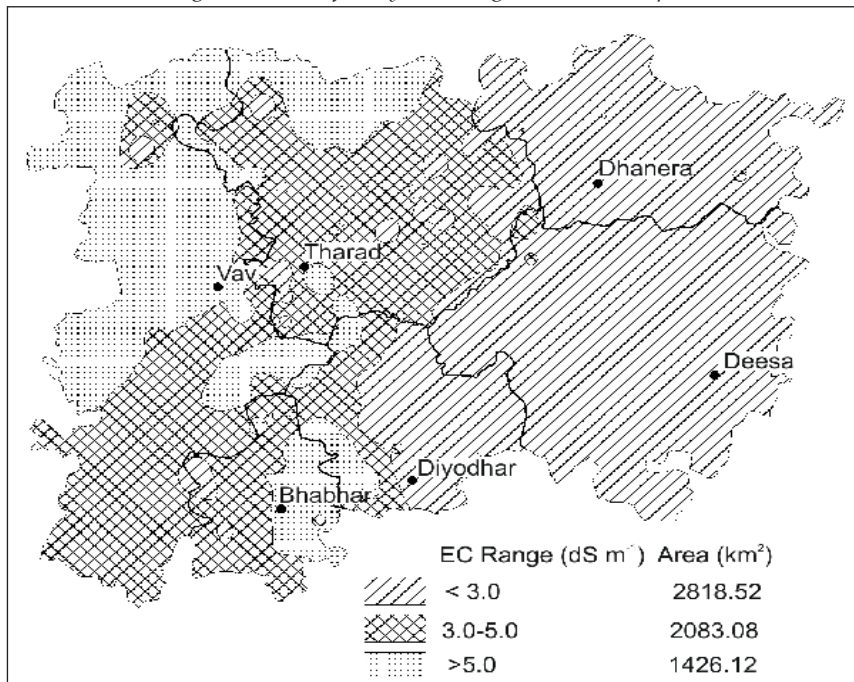 Dhanera
Tharad
Vav
Deesa
Diyodhar
Bhabhar
EC Range (dS m⁻¹) Area (km²)
< 3.0 2818.52
3.0-5.0 2083.08
>5.0 1426.12